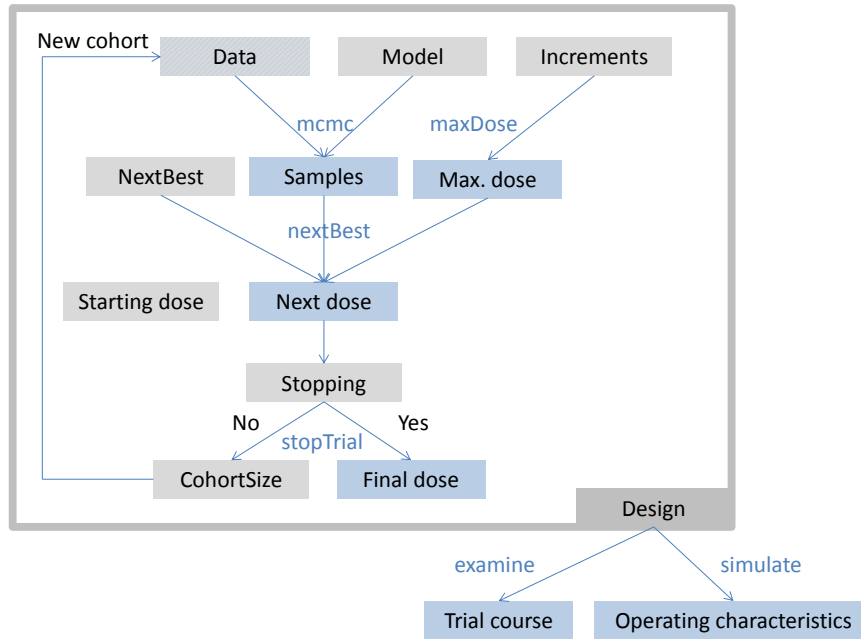 New cohort
Data
Model
Increments
mcmc
maxDose
NextBest
Samples
Max. dose
nextBest
Starting dose
Next dose
Stopping
No
Yes
stopTrial
CohortSize
Final dose
Design
examine
simulate
Trial course
Operating characteristics